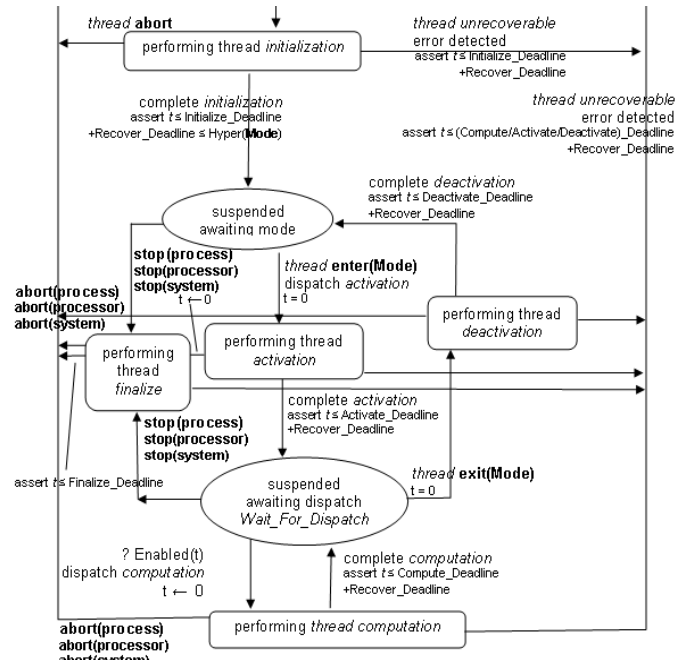 thread abort
performing thread initialization
thread unrecoverable
error detected
assert t ≤ Initialize_Deadline
+Recover_Deadline
complete initialization
assert t ≤ Initialize_Deadline
+Recover_Deadline ≤ Hyper(Mode)
thread unrecoverable
error detected
assert t ≤ (Compute/Activate/Deactivate)_Deadline
+Recover_Deadline
complete deactivation
assert t ≤ Deactivate_Deadline
+Recover_Deadline
suspended
awaiting mode
stop(process)
stop(processor)
stop(system)
t ← 0
thread enter(Mode)
dispatch activation
t = 0
abort(process)
abort(processor)
abort(system)
performing thread
deactivation
performing thread
activation
performing
thread
finalize
complete activation
assert t ≤ Activate_Deadline
+Recover_Deadline
stop(process)
stop(processor)
stop(system)
assert t ≤ Finalize_Deadline
suspended
awaiting dispatch
Wait_For_Dispatch
thread exit(Mode)
t = 0
? Enabled(t)
dispatch computation
t ← 0
complete computation
assert t ≤ Compute_Deadline
+Recover_Deadline
performing thread computation
abort(process)
abort(processor)
abort(system)